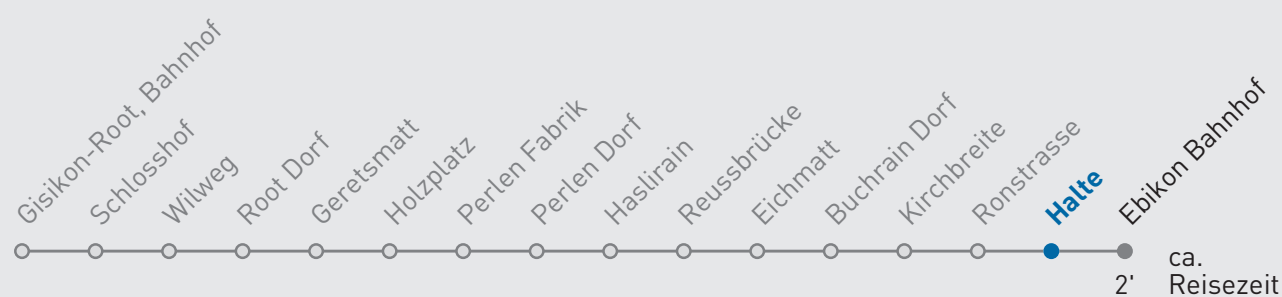 Gisikon-Root, Bahnhof
Schlosshof
Wilweg
Root Dorf
Geretsmatt
Holzplatz
Perlen Fabrik
Perlen Dorf
Haslirain
Reussbrücke
Eichmatt
Buchrain Dorf
Kirchbreite
Ronstrasse
Halte
Ebikon Bahnhof
ca.
2' Reisezeit